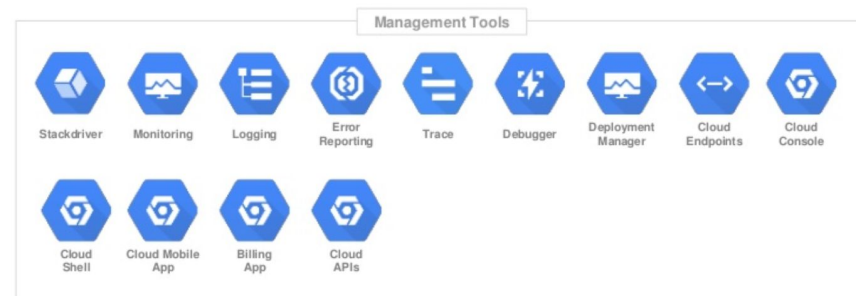 Management Tools
Stackdriver
Monitoring
Logging
Error
Reporting
Trace
Debugger
Deployment
Manager
Cloud
Endpoints
Cloud
Console
Cloud
Shell
Cloud Mobile
App
Billing
App
Cloud
APIs